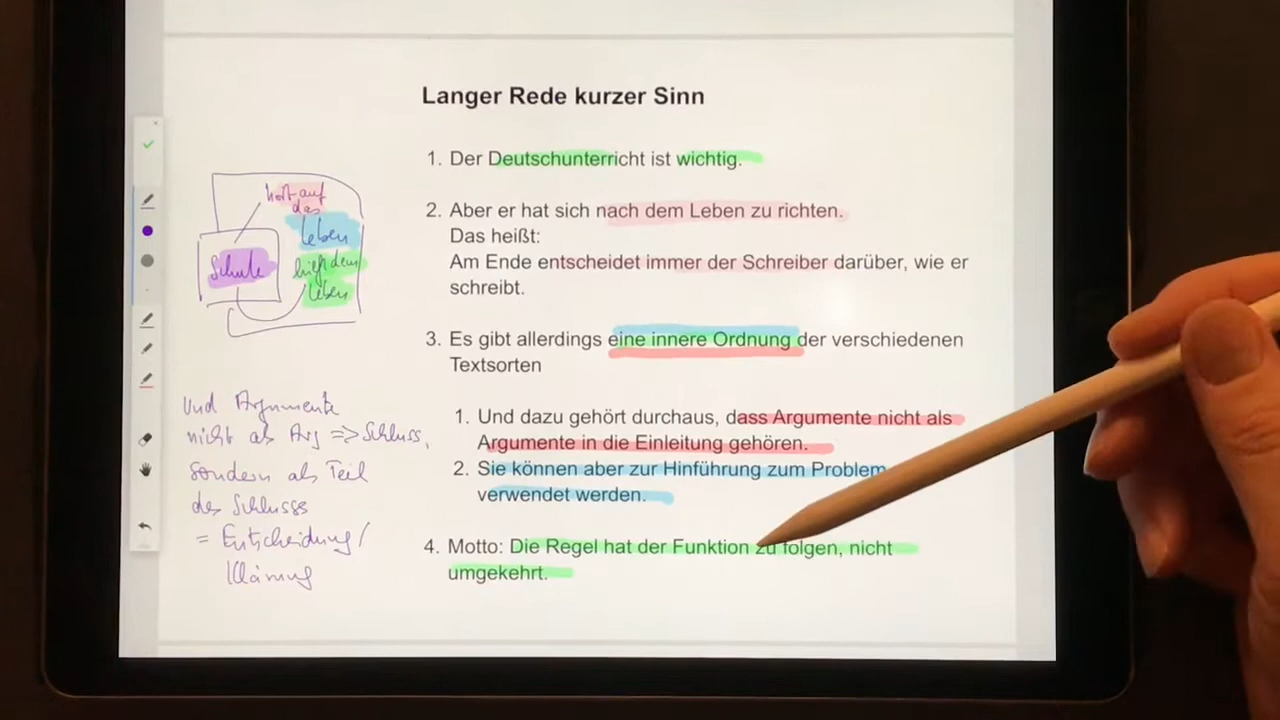 Langer Rede kurzer Sinn
1. Der Deutschunterricht ist wichtig.
2. Aber er hat sich nach dem Leben zu richten.
Das heißt:
Am Ende entscheidet immer der Schreiber darüber, wie er
schreibt.
3. Es gibt allerdings eine innere Ordnung der verschiedenen
Textsorten
1. Und dazu gehört durchaus, dass Argumente nicht als
Argumente in die Einleitung gehören.
2. Sie können aber zur Hinführung zum Problem
verwendet werden.
4. Motto: Die Regel hat der Funktion zu folgen, nicht
umgekehrt.
auf
das
Leben
Schule
dem
Leben
Und Argumente
nicht als Arg => Schluss,
sondern als Teil
des Schlusses
= Entscheidung/
Klärung